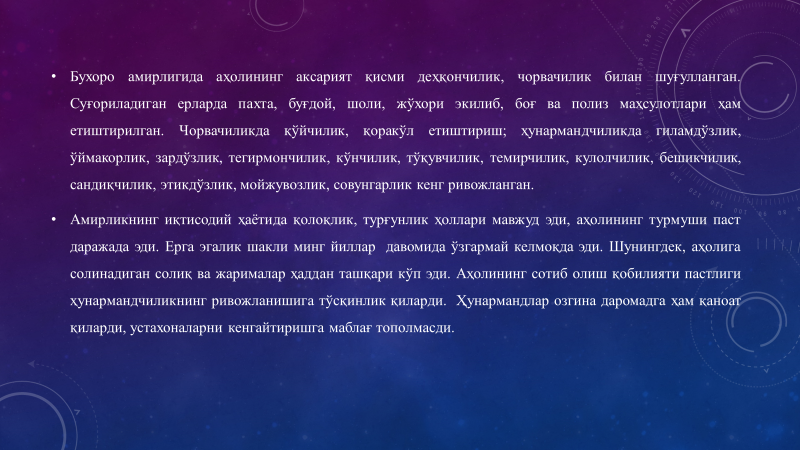 • Бухоро амирлигида аҳолининг аксарият қисми деҳқончилик, чорвачилик билан шуғулланган.
Суғориладиган ерларда пахта, буғдой, шоли, жўхори экилиб, боғ ва полиз маҳсулотлари ҳам
етиштирилган. Чорвачиликда қўйчилик, қоракўл етиштириш; ҳунармандчиликда гиламдўзлик,
ўймакорлик, зардўзлик, тегирмончилик, кўнчилик, тўқувчилик, темирчилик, кулолчилик, бешикчилик,
сандиқчилик, этикдўзлик, мойжувозлик, совунгарлик кенг ривожланган.
• Амирликнинг иқтисодий ҳаётида қолоқлик, турғунлик ҳоллари мавжуд эди, аҳолининг турмуши паст
даражада эди. Ерга эгалик шакли минг йиллар давомида ўзгармай келмоқда эди. Шунингдек, аҳолига
солинадиган солиқ ва жарималар ҳаддан ташқари кўп эди. Аҳолининг сотиб олиш қобилияти пастлиги
ҳунармандчиликнинг ривожланишига тўсқинлик қиларди. Ҳунармандлар озгина даромадга ҳам қаноат
қиларди, устахоналарни кенгайтиришга маблағ тополмасди.